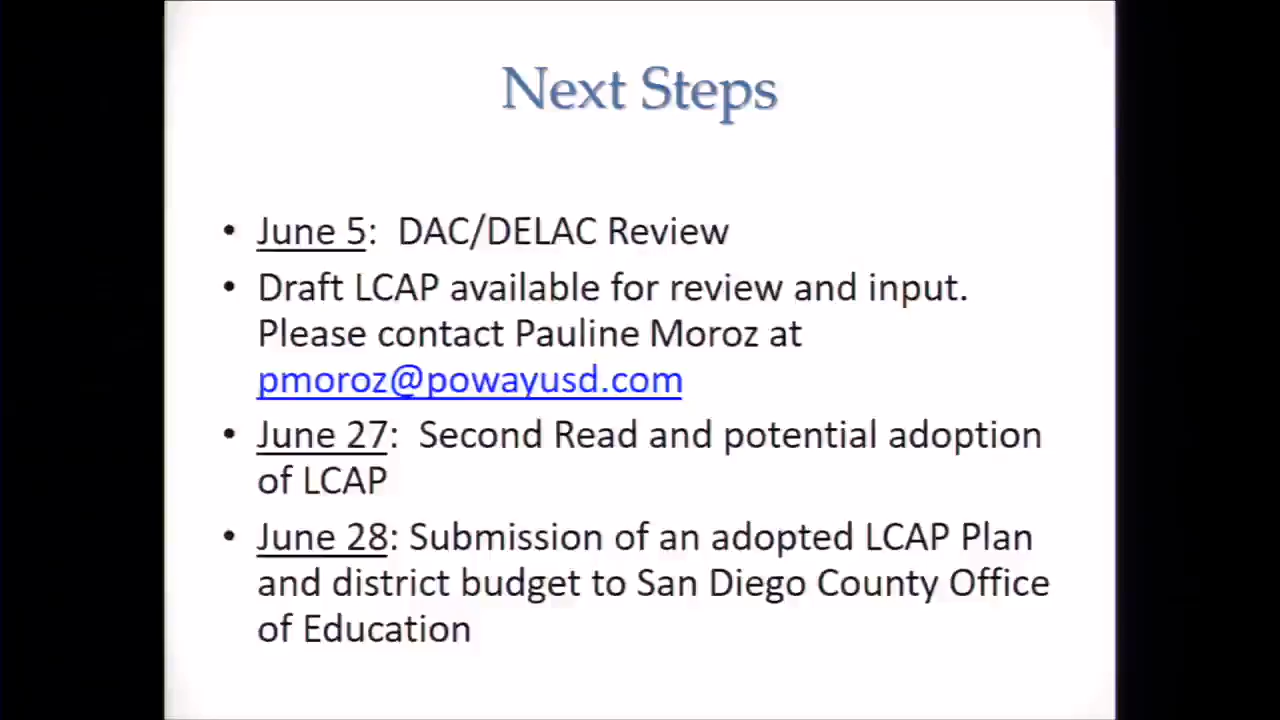 Next Steps
• June 5:  DAC/DELAC Review
• Draft LCAP available for review and input.
Please contact Pauline Moroz at
pmoroz@powayusd.com
• June 27:  Second Read and potential adoption
of LCAP
• June 28: Submission of an adopted LCAP Plan
and district budget to San Diego County Office
of Education